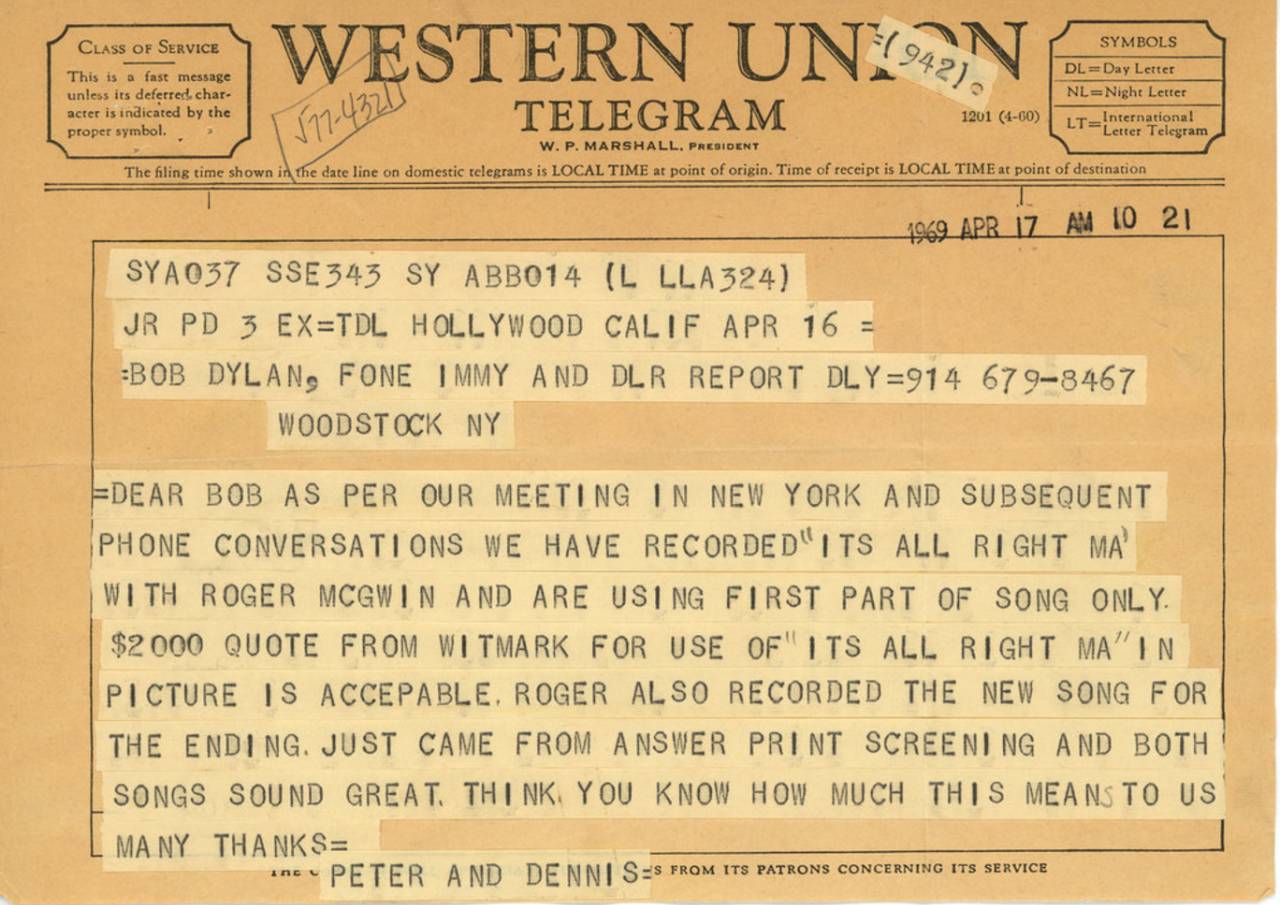 CLASS OF SERVICE
This is a fast message
unless its deferred char-
acter is indicated by the
proper symbol.
WESTERN UNION
TELEGRAM
W. P. MARSHALL, PRESIDENT
=(942)。
J77-4321
1201 (4-60)
SYMBOLS
DL=Day Letter
NL=Night Letter
LT=International Letter Telegram
The filing time shown in the date line on domestic telegrams is LOCAL TIME at point of origin. Time of receipt is LOCAL TIME at point of destination
1969 APR 17 AM 10 21
SYA037 SSE343 SY ABB014 (L LLA324)
JR PD 3 EX=TDL HOLLYWOOD CALIF APR 16 =
=BOB DYLAN, FONE IMMY AND DLR REPORT DLY=914 679-8467
WOODSTOCK NY
=DEAR BOB AS PER OUR MEETING IN NEW YORK AND SUBSEQUENT
PHONE CONVERSATIONS WE HAVE RECORDED "ITS ALL RIGHT MA'
WITH ROGER MCGWIN AND ARE USING FIRST PART OF SONG ONLY.
$2000 QUOTE FROM WITMARK FOR USE OF "ITS ALL RIGHT MA" IN
PICTURE IS ACCEPABLE. ROGER ALSO RECORDED THE NEW SONG FOR
THE ENDING. JUST CAME FROM ANSWER PRINT SCREENING AND BOTH
SONGS SOUND GREAT. THINK. YOU KNOW HOW MUCH THIS MEANS TO US
MANY THANKS=
PETER AND DENNIS=
S FROM ITS PATRONS CONCERNING ITS SERVICE